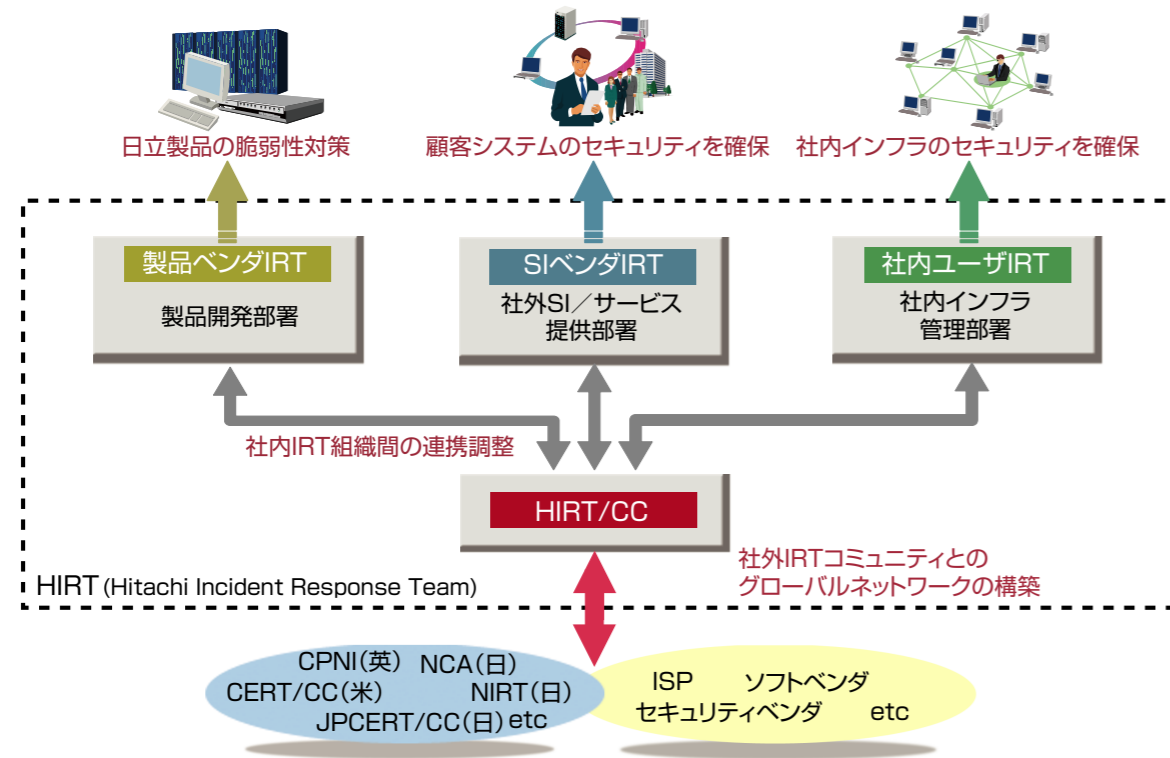 日立製品の脆弱性対策
顧客システムのセキュリティを確保
社内インフラのセキュリティを確保
製品ベンダIRT
製品開発部署
SIベンダIRT
社外SI／サービス
提供部署
社内ユーザIRT
社内インフラ
管理部署
社内IRT組織間の連携調整
HIRT/CC
社外IRTコミュニティとの
グローバルネットワークの構築
HIRT(Hitachi Incident Response Team)
CPNI(英) NCA(日)
CERT/CC(米) NIRT(日)
JPCERT/CC(日) etc
ISP ソフトベンダ
セキュリティベンダ etc